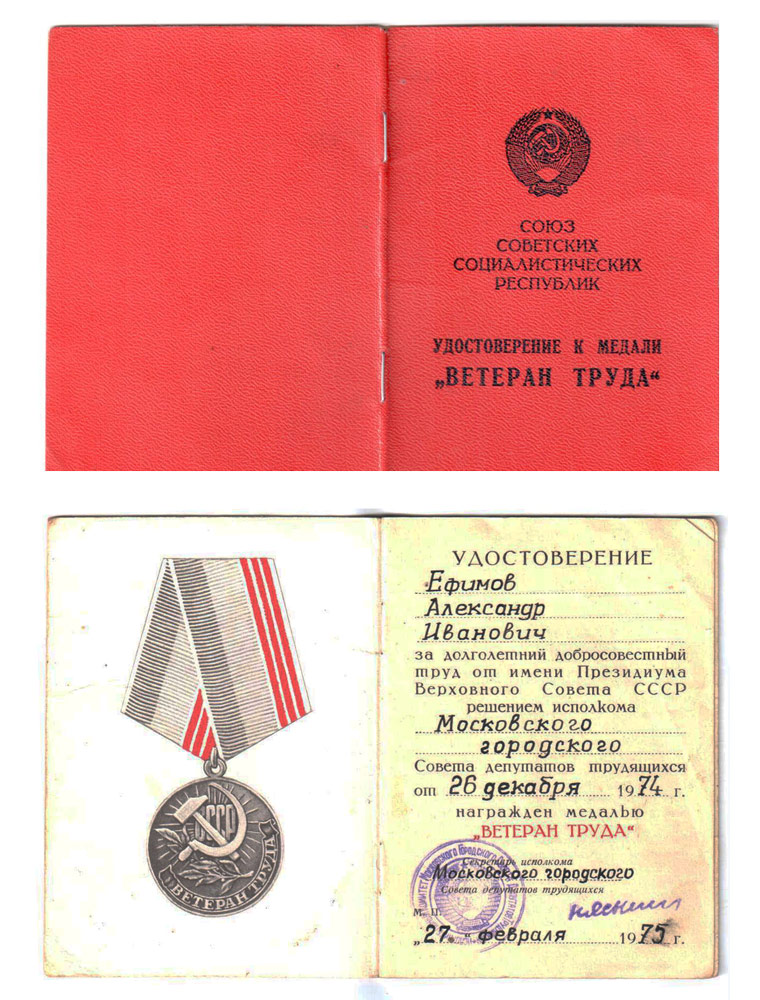 СОЮЗ
СОВЕТСКИХ
СОЦИАЛИСТИЧЕСКИХ
РЕСПУБЛИК
УДОСТОВЕРЕНИЕ К МЕДАЛИ
„ВЕТЕРАН ТРУДА“
СССР
ВЕТЕРАН ТРУДА
УДОСТОВЕРЕНИЕ
Ефимов
Александр
Иванович
за долголетний добросовестный
труд от имени Президиума
Верховного Совета СССР
решением исполкома
Московского
городского
Совета депутатов трудящихся
от 26 декабря 1974 г.
награжден медалью
„ВЕТЕРАН ТРУДА“
Секретарь исполкома
Московского городского
Совета депутатов трудящихся
М. П.
„27“ февраля 1975 г.